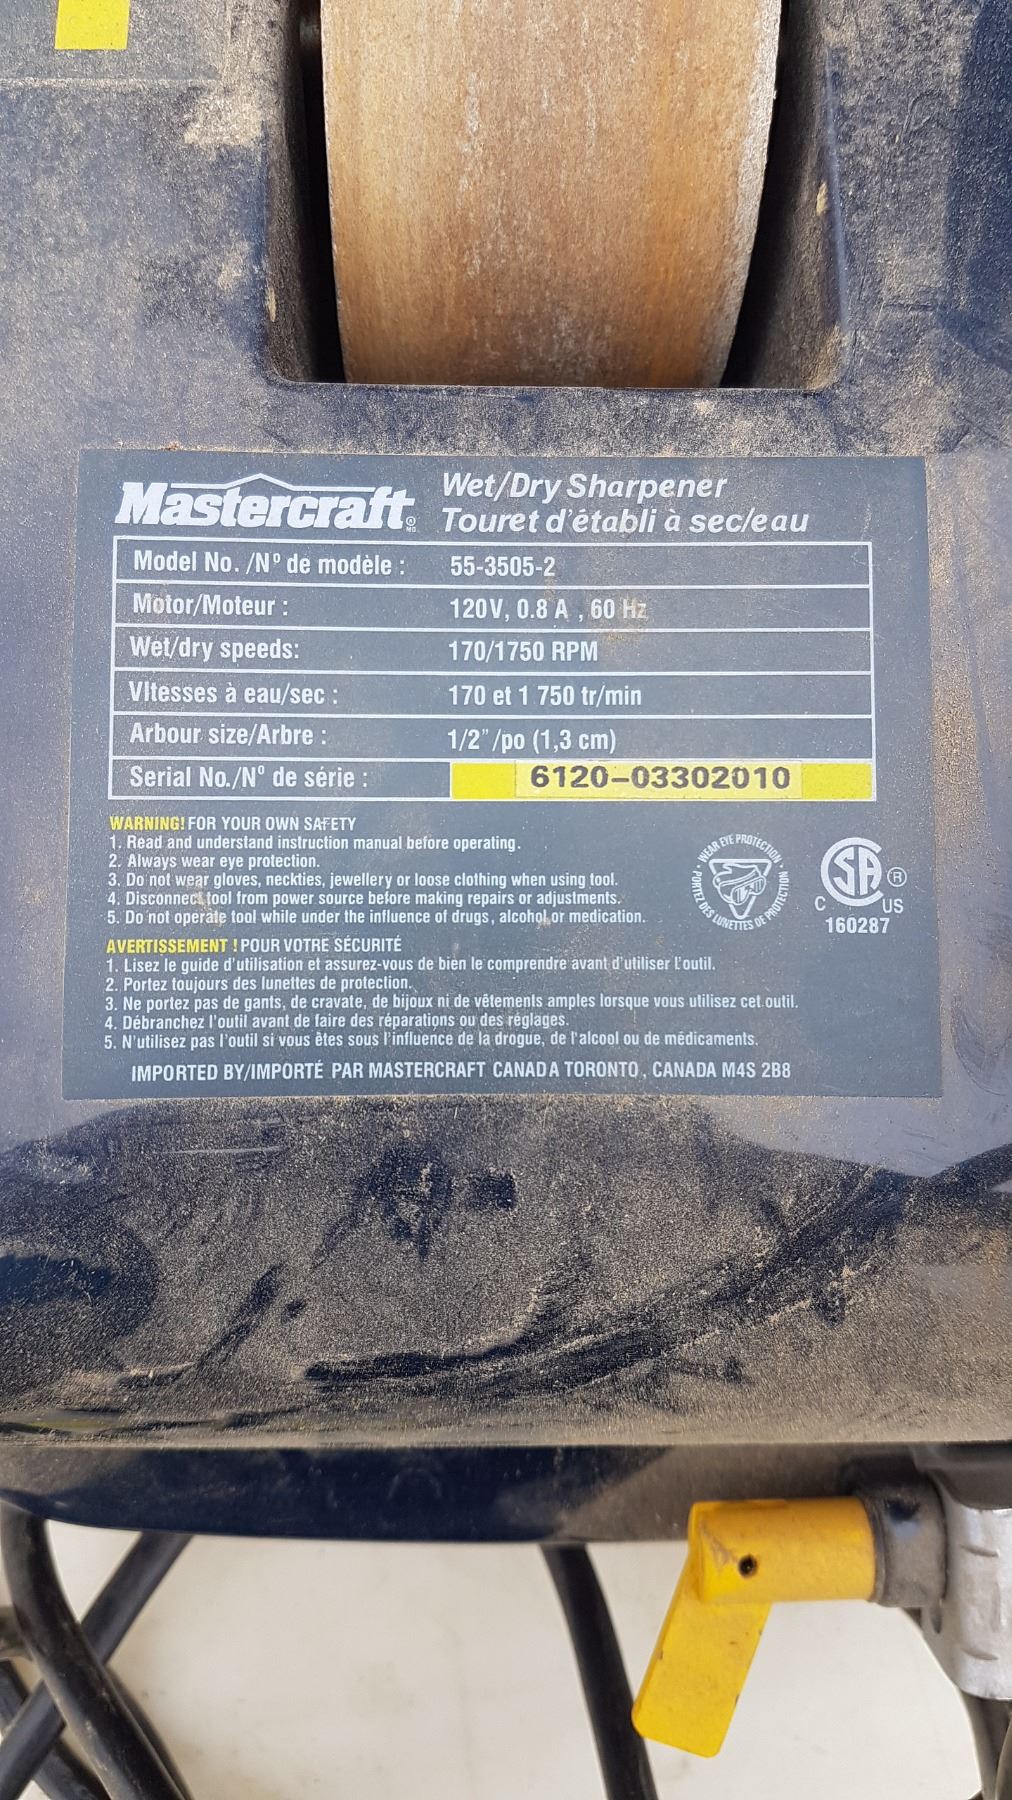 Mastercraft MD
Wet/Dry Sharpener
Touret d'établi à sec/eau
Model No. /Nº de modèle : 55-3505-2
Motor/Moteur : 120V, 0.8 A , 60 Hz
Wet/dry speeds: 170/1750 RPM
VItesses à eau/sec : 170 et 1 750 tr/min
Arbour size/Arbre : 1/2"/po (1,3 cm)
Serial No./Nº de série : 6120-03302010
WARNING! FOR YOUR OWN SAFETY
1. Read and understand instruction manual before operating.
2. Always wear eye protection.
3. Do not wear gloves, neckties, jewellery or loose clothing when using tool.
4. Disconnect tool from power source before making repairs or adjustments.
5. Do not operate tool while under the influence of drugs, alcohol or medication.
• WEAR EYE PROTECTION •
PORTEZ DES LUNETTES DE PROTECTION
SA ®
C US
160287
AVERTISSEMENT ! POUR VOTRE SÉCURITÉ
1. Lisez le guide d'utilisation et assurez-vous de bien le comprendre avant d'utiliser l'outil.
2. Portez toujours des lunettes de protection.
3. Ne portez pas de gants, de cravate, de bijoux ni de vêtements amples lorsque vous utilisez cet outil.
4. Débranchez l'outil avant de faire des réparations ou des réglages.
5. N'utilisez pas l'outil si vous êtes sous l'influence de la drogue, de l'alcool ou de médicaments.
IMPORTED BY/IMPORTÉ PAR MASTERCRAFT CANADA TORONTO, CANADA M4S 2B8